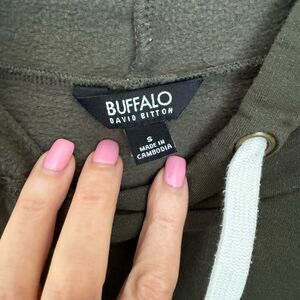 BUFFALO
DAVID BITTON
S
MADE IN
CAMBODIA